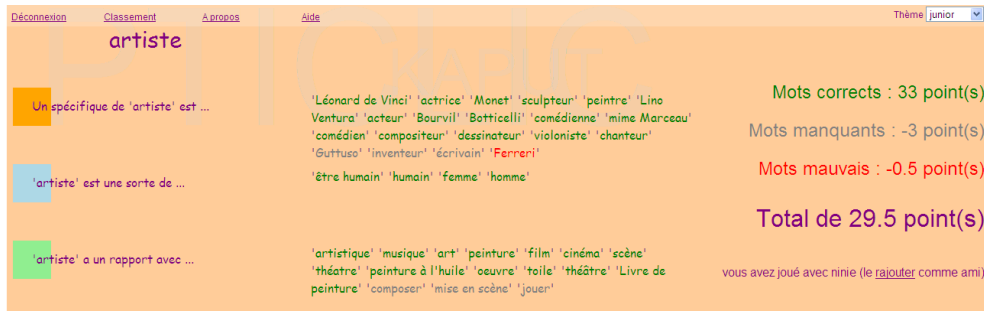 Déconnexion Classement A propos Aide Thème junior
artiste
Un spécifique de 'artiste' est ...
'Léonard de Vinci' 'actrice' 'Monet' 'sculpteur' 'peintre' 'Lino
Ventura' 'acteur' 'Bourvil' 'Botticelli' 'comédienne' 'mime Marceau'
'comédien' 'compositeur' 'dessinateur' 'violoniste' 'chanteur'
'Guttuso' 'inventeur' 'écrivain' 'Ferreri'
'artiste' est une sorte de ...
'être humain' 'humain' 'femme' 'homme'
'artiste' a un rapport avec ...
'artistique' 'musique' 'art' 'peinture' 'film' 'cinéma' 'scène'
'théatre' 'peinture à l'huile' 'oeuvre' 'toile' 'théâtre' 'Livre de
peinture' 'composer' 'mise en scène' 'jouer'
Mots corrects : 33 point(s)
Mots manquants : -3 point(s)
Mots mauvais : -0.5 point(s)
Total de 29.5 point(s)
vous avez joué avec ninie (le rajouter comme ami)